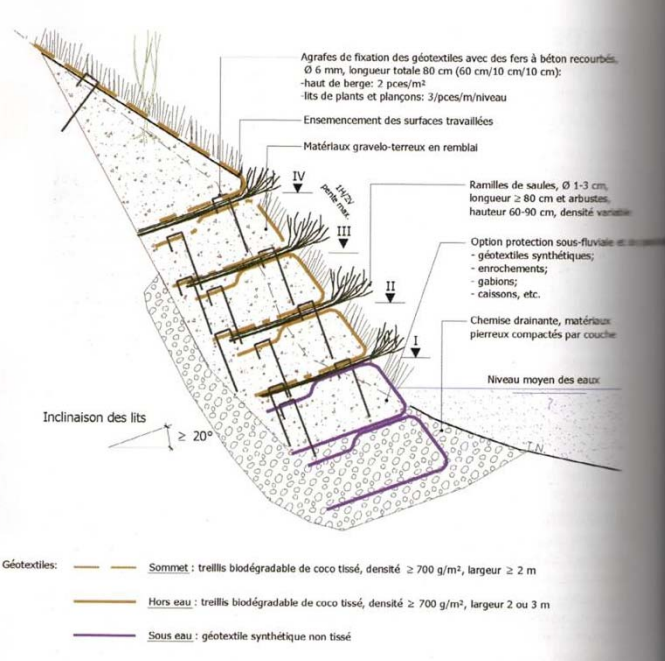 Agrafes de fixation des géotextiles avec des fers à béton recourbés,
Ø 6 mm, longueur totale 80 cm (60 cm/10 cm/10 cm):
-haut de berge: 2 pces/m²
-lits de plants et plançons: 3/pces/m/niveau
Ensemencement des surfaces travaillées
Matériaux gravelo-terreux en remblai
IV
1H/2V
pente max.
Ramilles de saules, Ø 1-3 cm,
longueur ≥ 80 cm et arbustes,
hauteur 60-90 cm, densité variable
III
Option protection sous-fluviale et
- géotextiles synthétiques;
- enrochements;
- gabions;
- caissons, etc.
II
Chemise drainante, matériaux
pierreux compactés par couche
I
Niveau moyen des eaux
?
Inclinaison des lits
≥ 20°
T.N.
Géotextiles:
Sommet : treillis biodégradable de coco tissé, densité ≥ 700 g/m², largeur ≥ 2 m
Hors eau : treillis biodégradable de coco tissé, densité ≥ 700 g/m², largeur 2 ou 3 m
Sous eau : géotextile synthétique non tissé